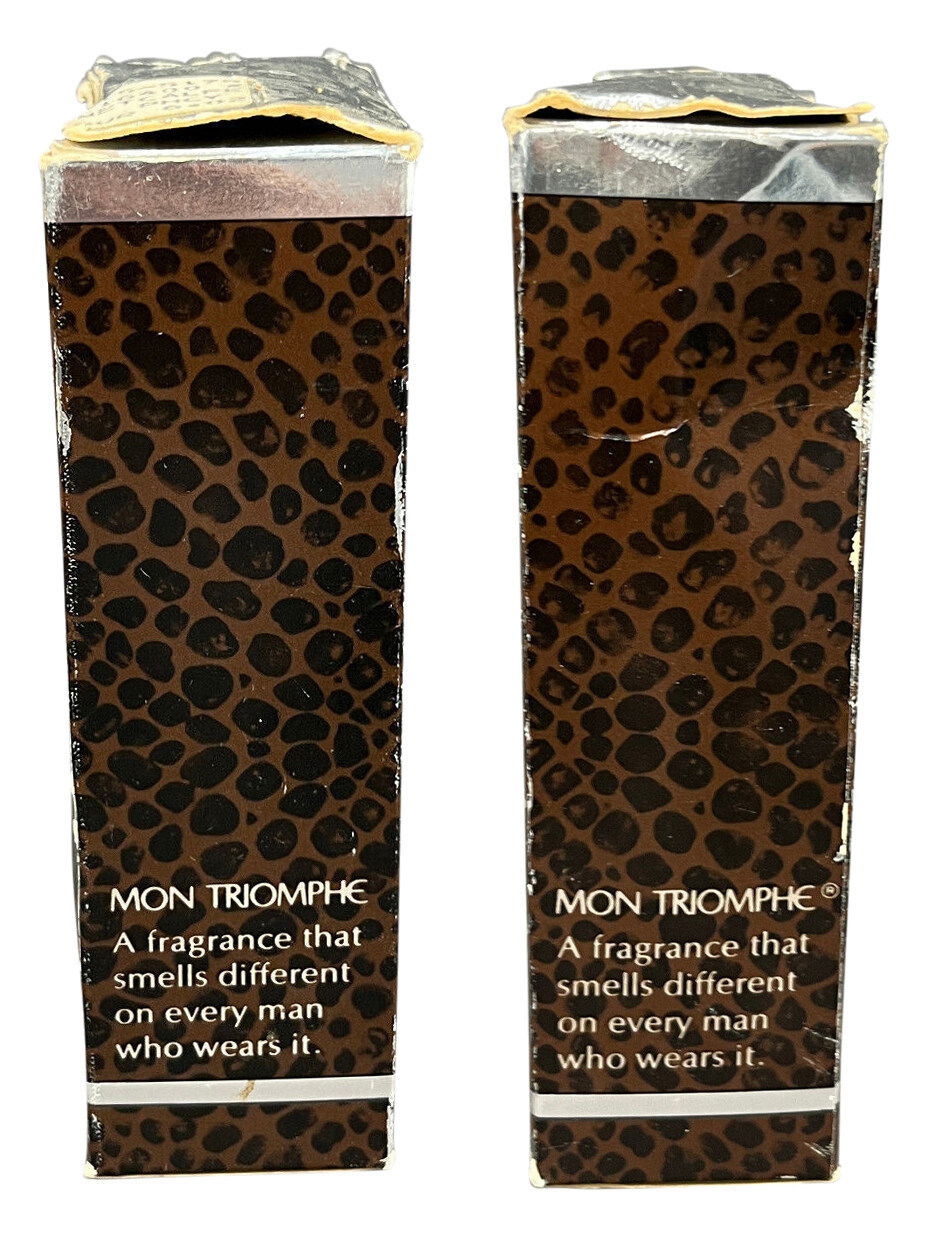 MON TRIOMPHE
A fragrance that
smells different
on every man
who wears it.
MON TRIOMPHE®
A fragrance that
smells different
on every man
who wears it.